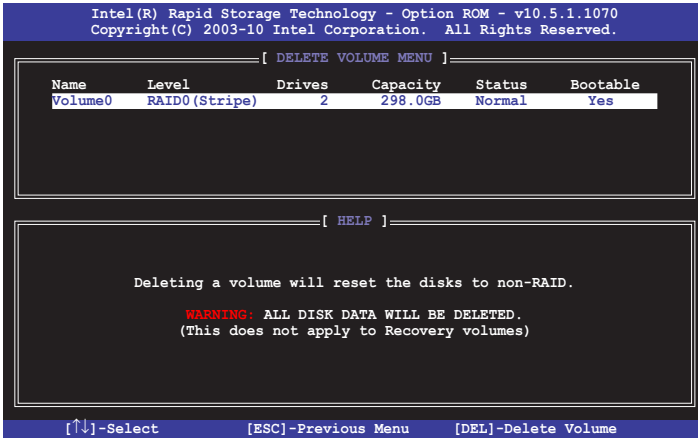 Intel(R) Rapid Storage Technology - Option ROM - v10.5.1.1070
Copyright(C) 2003-10 Intel Corporation.  All Rights Reserved.
[ DELETE VOLUME MENU ]
Name Level Drives Capacity Status Bootable
Volume0 RAID0(Stripe) 2 298.0GB Normal Yes
[ HELP ]
Deleting a volume will reset the disks to non-RAID.
WARNING: ALL DISK DATA WILL BE DELETED.
(This does not apply to Recovery volumes)
[↑↓]-Select [ESC]-Previous Menu [DEL]-Delete Volume